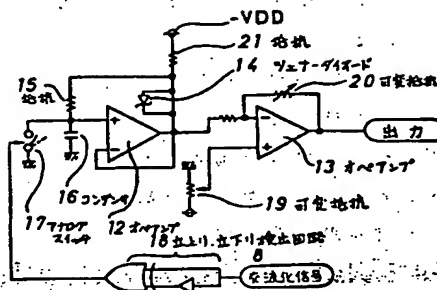 -VDD
21 抵抗
14 ツェナーダイオード
15 抵抗
20 可変抵抗
出力
13 オペアンプ
16 コンデンサ
17 アナログスイッチ
12 オペアンプ
19 可変抵抗
18 立上り、立下り検出回路
8
交流化信号